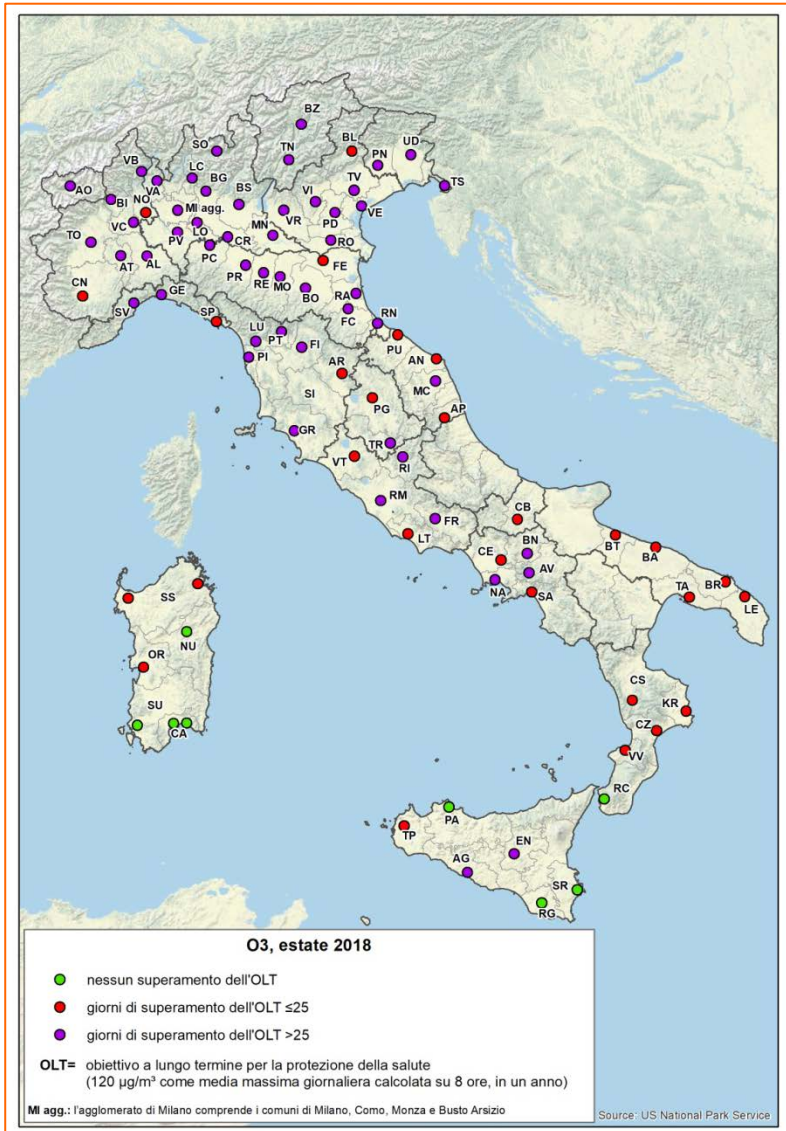 BZ
SO
BL
UD
VB
LC
TN
PN
AO
VA
BG
TV
TS
BI
NO
BS
VI
MI agg.
VE
VC
LO
MN
VR
PD
TO
PV
CR
RO
AT
AL
PC
FE
CN
PR
RE
MO
BO
RA
GE
FC
RN
SV
SP
LU
PT
FI
PU
PI
AR
AN
MC
SI
PG
AP
GR
TR
VT
RI
RM
FR
CB
LT
CE
BN
BT
BA
AV
BR
NA
SA
TA
LE
SS
NU
OR
CS
SU
KR
CA
CZ
VV
RC
PA
TP
EN
AG
SR
RG
O3, estate 2018
nessun superamento dell'OLT
giorni di superamento dell'OLT ≤25
giorni di superamento dell'OLT >25
OLT= obiettivo a lungo termine per la protezione della salute
(120 µg/m³ come media massima giornaliera calcolata su 8 ore, in un anno)
MI agg.: l'agglomerato di Milano comprende i comuni di Milano, Como, Monza e Busto Arsizio
Source: US National Park Service